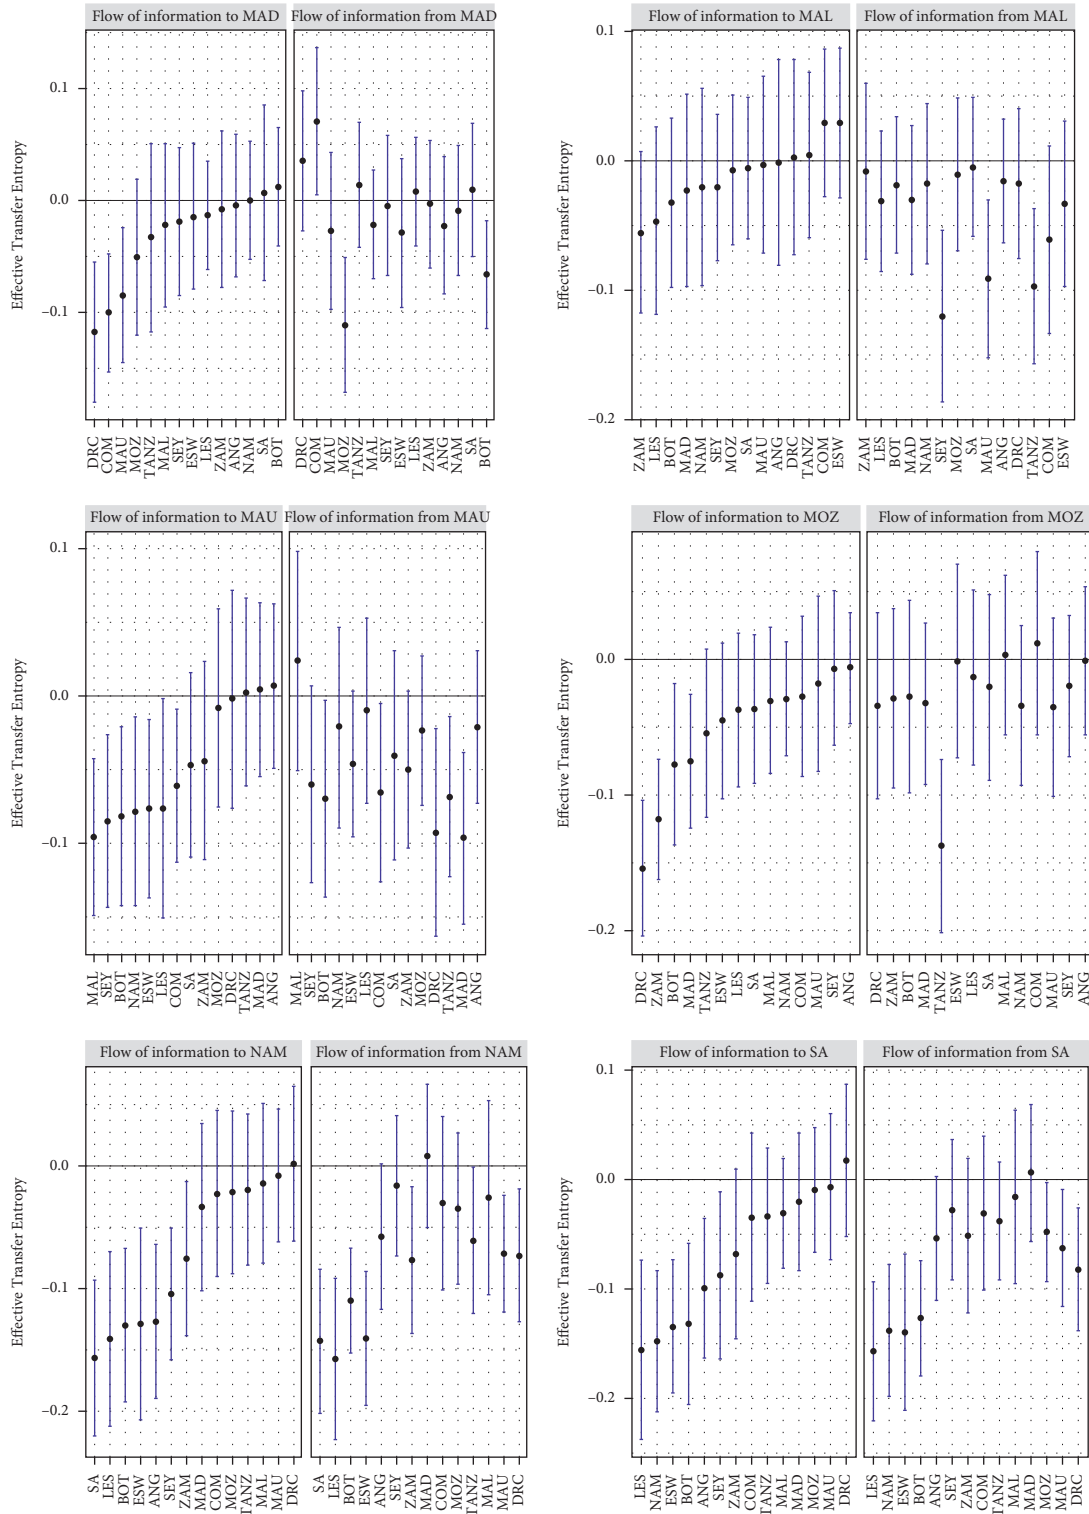 Flow of information to MAD
Flow of information from MAD
Effective Transfer Entropy
0.1
0.0
−0.1
DRC
COM
MAU
MOZ
TANZ
MAL
SEY
ESW
LES
ZAM
ANG
NAM
SA
BOT
DRC
COM
MAU
MOZ
TANZ
MAL
SEY
ESW
LES
ZAM
ANG
NAM
SA
BOT
Flow of information to MAL
Flow of information from MAL
Effective Transfer Entropy
0.1
0.0
−0.1
−0.2
ZAM
LES
BOT
MAD
NAM
SEY
MOZ
SA
MAU
ANG
DRC
TANZ
COM
ESW
ZAM
LES
BOT
MAD
NAM
SEY
MOZ
SA
MAU
ANG
DRC
TANZ
COM
ESW
Flow of information to MAU
Flow of information from MAU
Effective Transfer Entropy
0.1
0.0
−0.1
MAL
SEY
BOT
NAM
ESW
LES
COM
SA
ZAM
MOZ
DRC
TANZ
MAD
ANG
MAL
SEY
BOT
NAM
ESW
LES
COM
SA
ZAM
MOZ
DRC
TANZ
MAD
ANG
Flow of information to MOZ
Flow of information from MOZ
Effective Transfer Entropy
0.0
−0.1
−0.2
DRC
ZAM
BOT
MAD
TANZ
ESW
LES
SA
MAL
NAM
COM
MAU
SEY
ANG
DRC
ZAM
BOT
MAD
TANZ
ESW
LES
SA
MAL
NAM
COM
MAU
SEY
ANG
Flow of information to NAM
Flow of information from NAM
Effective Transfer Entropy
0.0
−0.1
−0.2
SA
LES
BOT
ESW
ANG
SEY
ZAM
MAD
COM
MOZ
TANZ
MAL
MAU
DRC
SA
LES
BOT
ESW
ANG
SEY
ZAM
MAD
COM
MOZ
TANZ
MAL
MAU
DRC
Flow of information to SA
Flow of information from SA
Effective Transfer Entropy
0.1
0.0
−0.1
−0.2
LES
NAM
ESW
BOT
ANG
SEY
ZAM
COM
TANZ
MAL
MAD
MOZ
MAU
DRC
LES
NAM
ESW
BOT
ANG
SEY
ZAM
COM
TANZ
MAL
MAD
MOZ
MAU
DRC